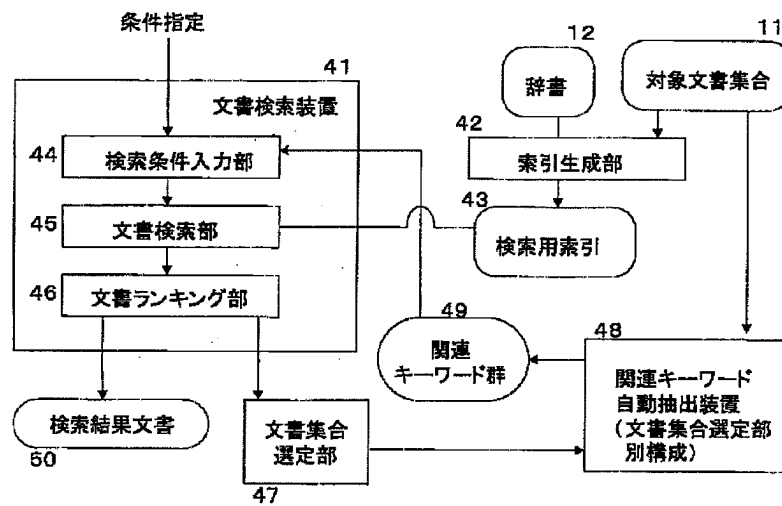 条件指定
41
文書検索装置
44
検索条件入力部
45
文書検索部
46
文書ランキング部
12
辞書
11
対象文書集合
42
索引生成部
43
検索用索引
49
関連
キーワード群
48
関連キーワード
自動抽出装置
(文書集合選定部
別構成)
検索結果文書
50
文書集合
選定部
47